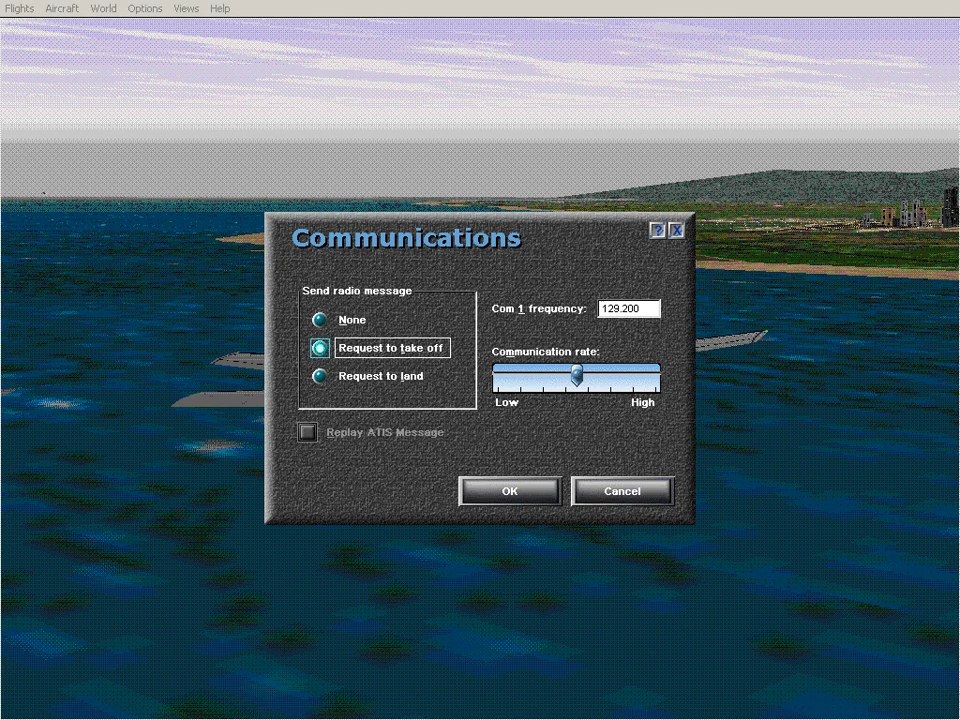 Flights Aircraft World Options Views Help
Communications
? X
Send radio message
None
Request to take off
Request to land
Replay ATIS Message
Com 1 frequency: 129.200
Communication rate:
Low High
OK Cancel